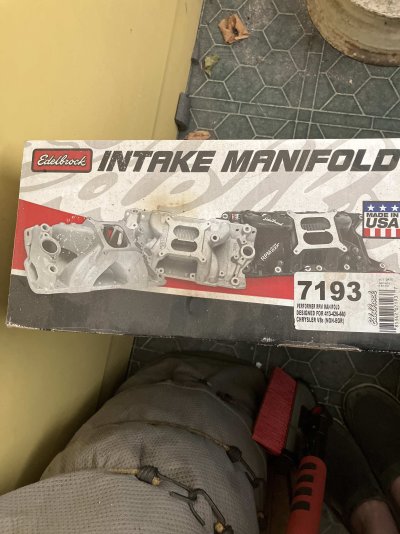 Edelbrock
INTAKE MANIFOLD
MADE IN
USA
7193
PERFORMER RPM MANIFOLD
DESIGNED FOR 413-426-440
CHRYSLER V8s (NON-EGR)
Edelbrock